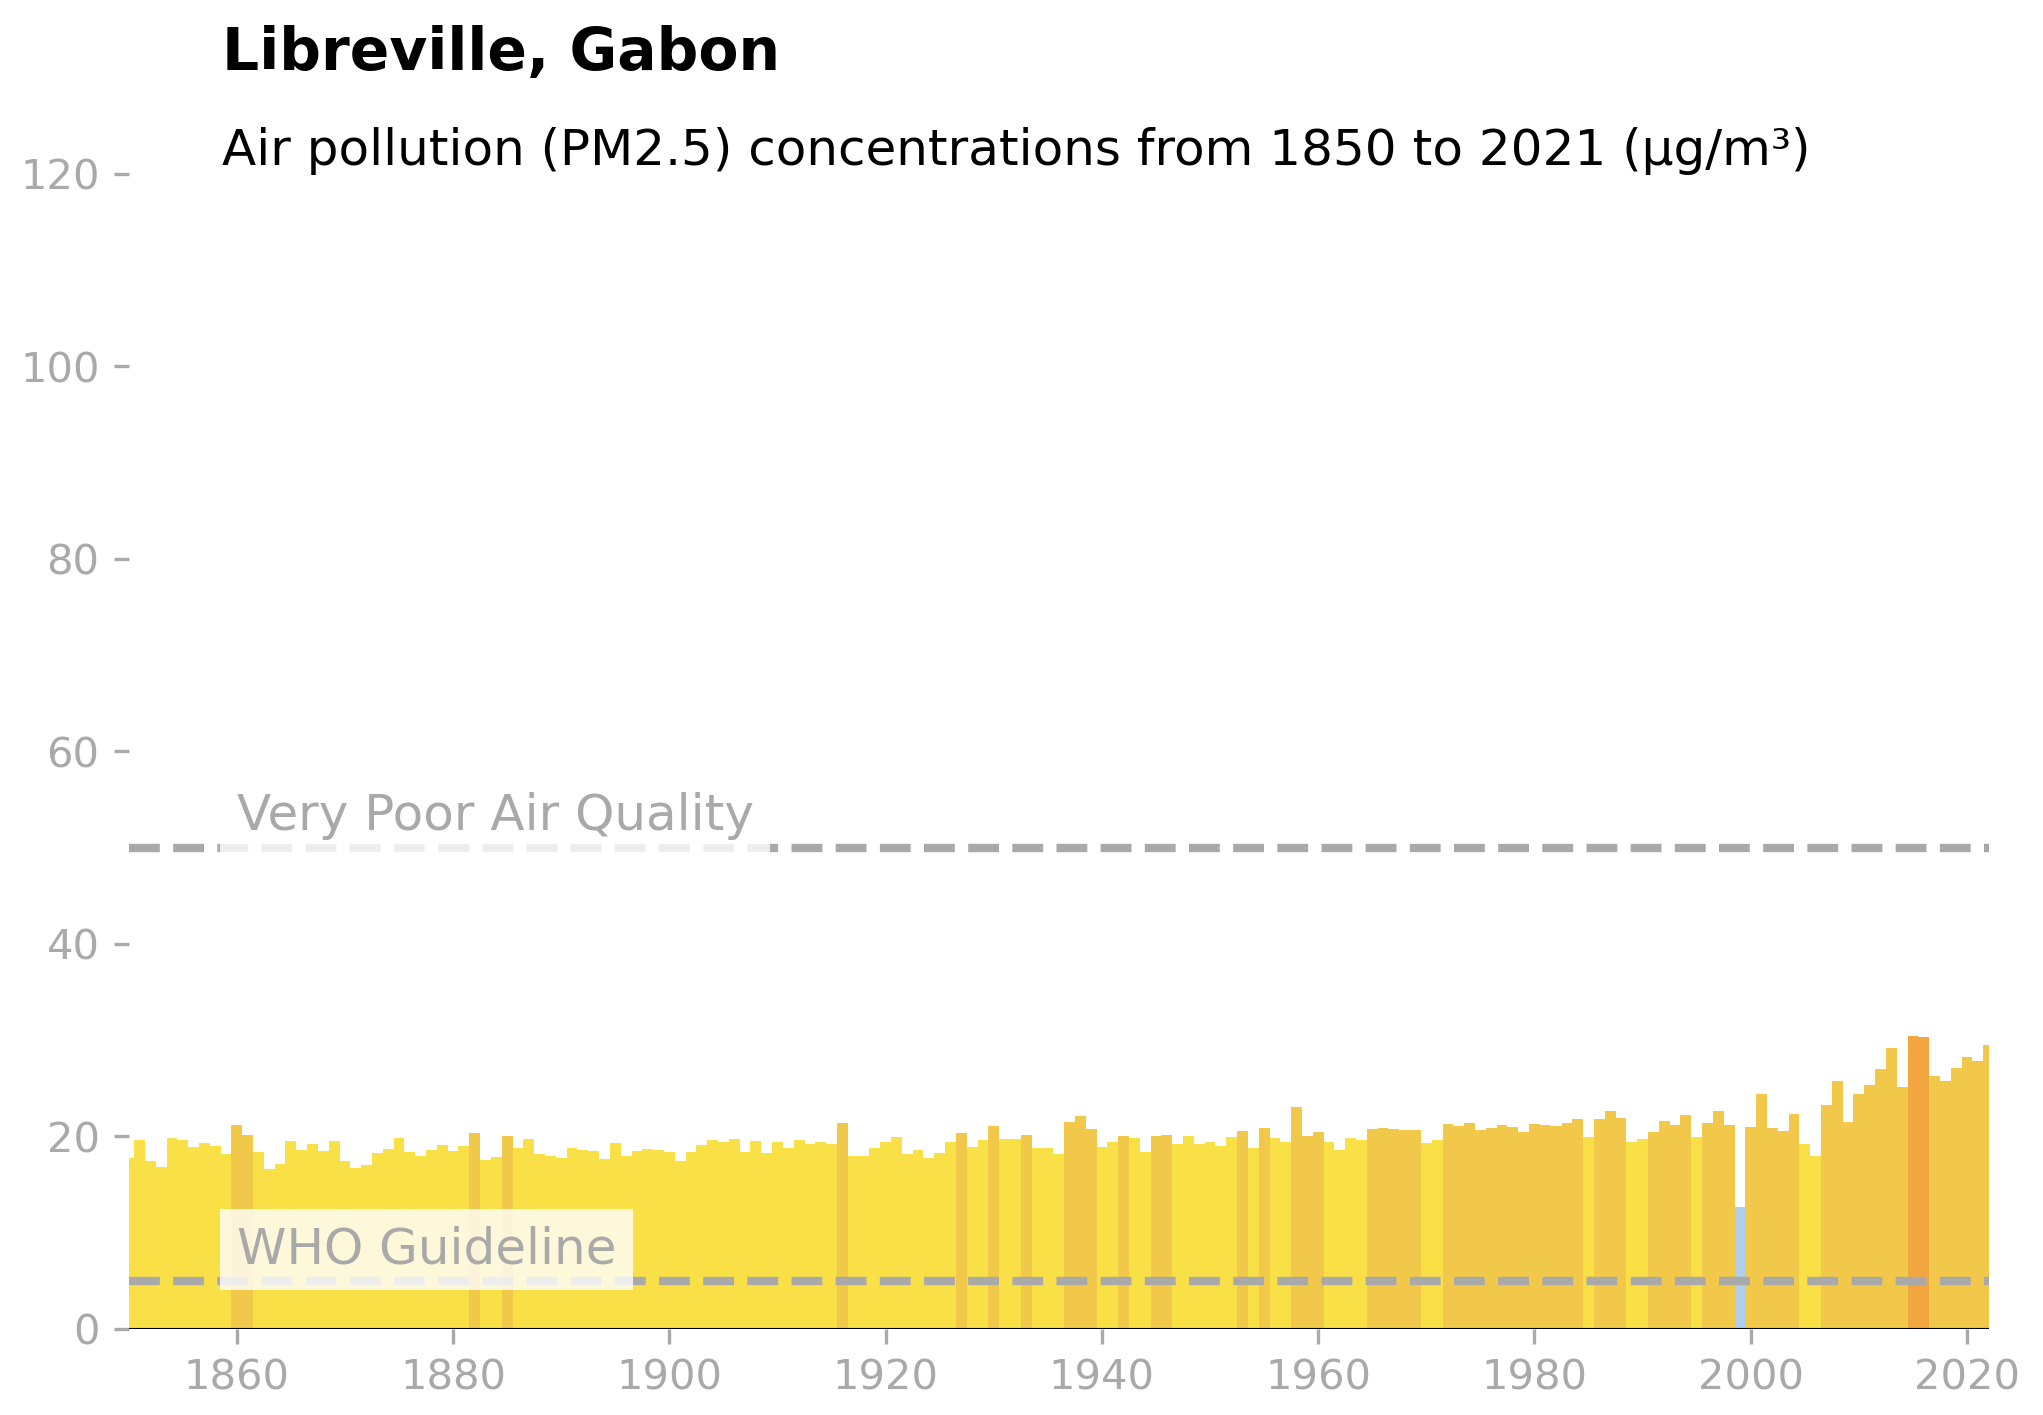 Libreville, Gabon
Air pollution (PM2.5) concentrations from 1850 to 2021 (µg/m³)
120
100
80
60
Very Poor Air Quality
40
20
WHO Guideline
0
1860 1880 1900 1920 1940 1960 1980 2000 2020